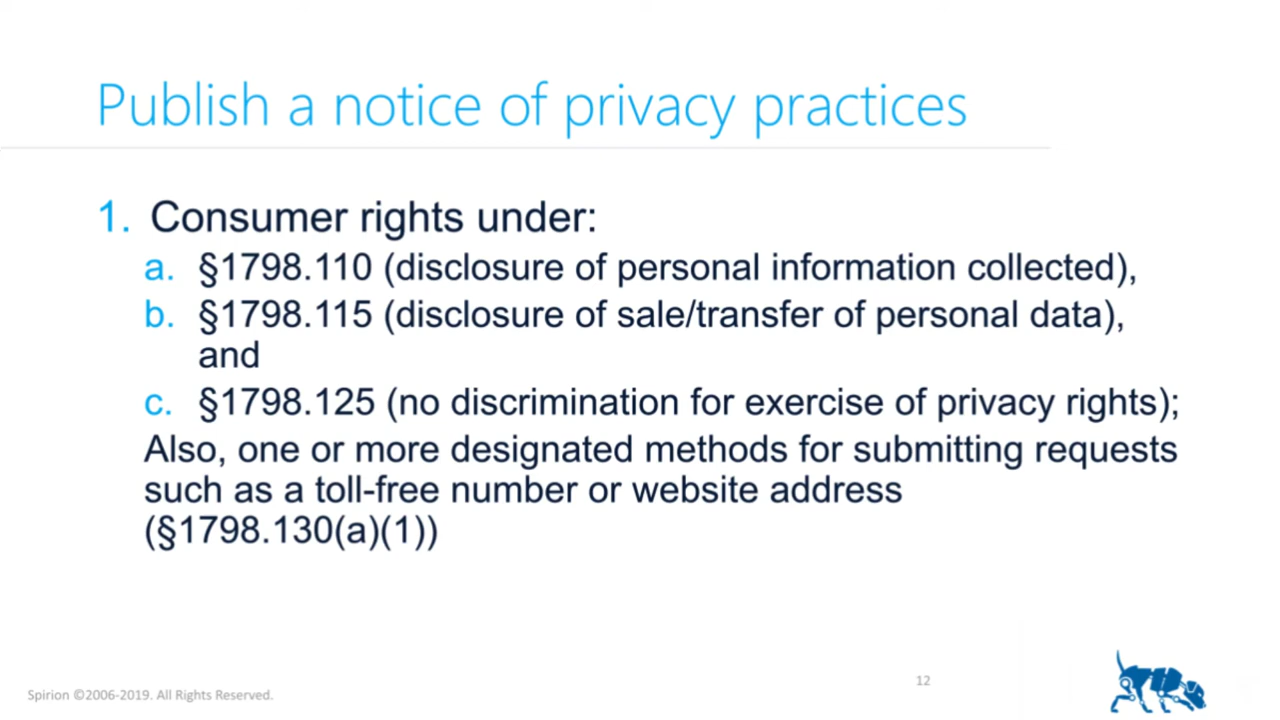 Publish a notice of privacy practices
1. Consumer rights under:
a. §1798.110 (disclosure of personal information collected),
b. §1798.115 (disclosure of sale/transfer of personal data),
and
c. §1798.125 (no discrimination for exercise of privacy rights);
Also, one or more designated methods for submitting requests
such as a toll-free number or website address
(§1798.130(a)(1))
Spirion ©2006-2019. All Rights Reserved.
12